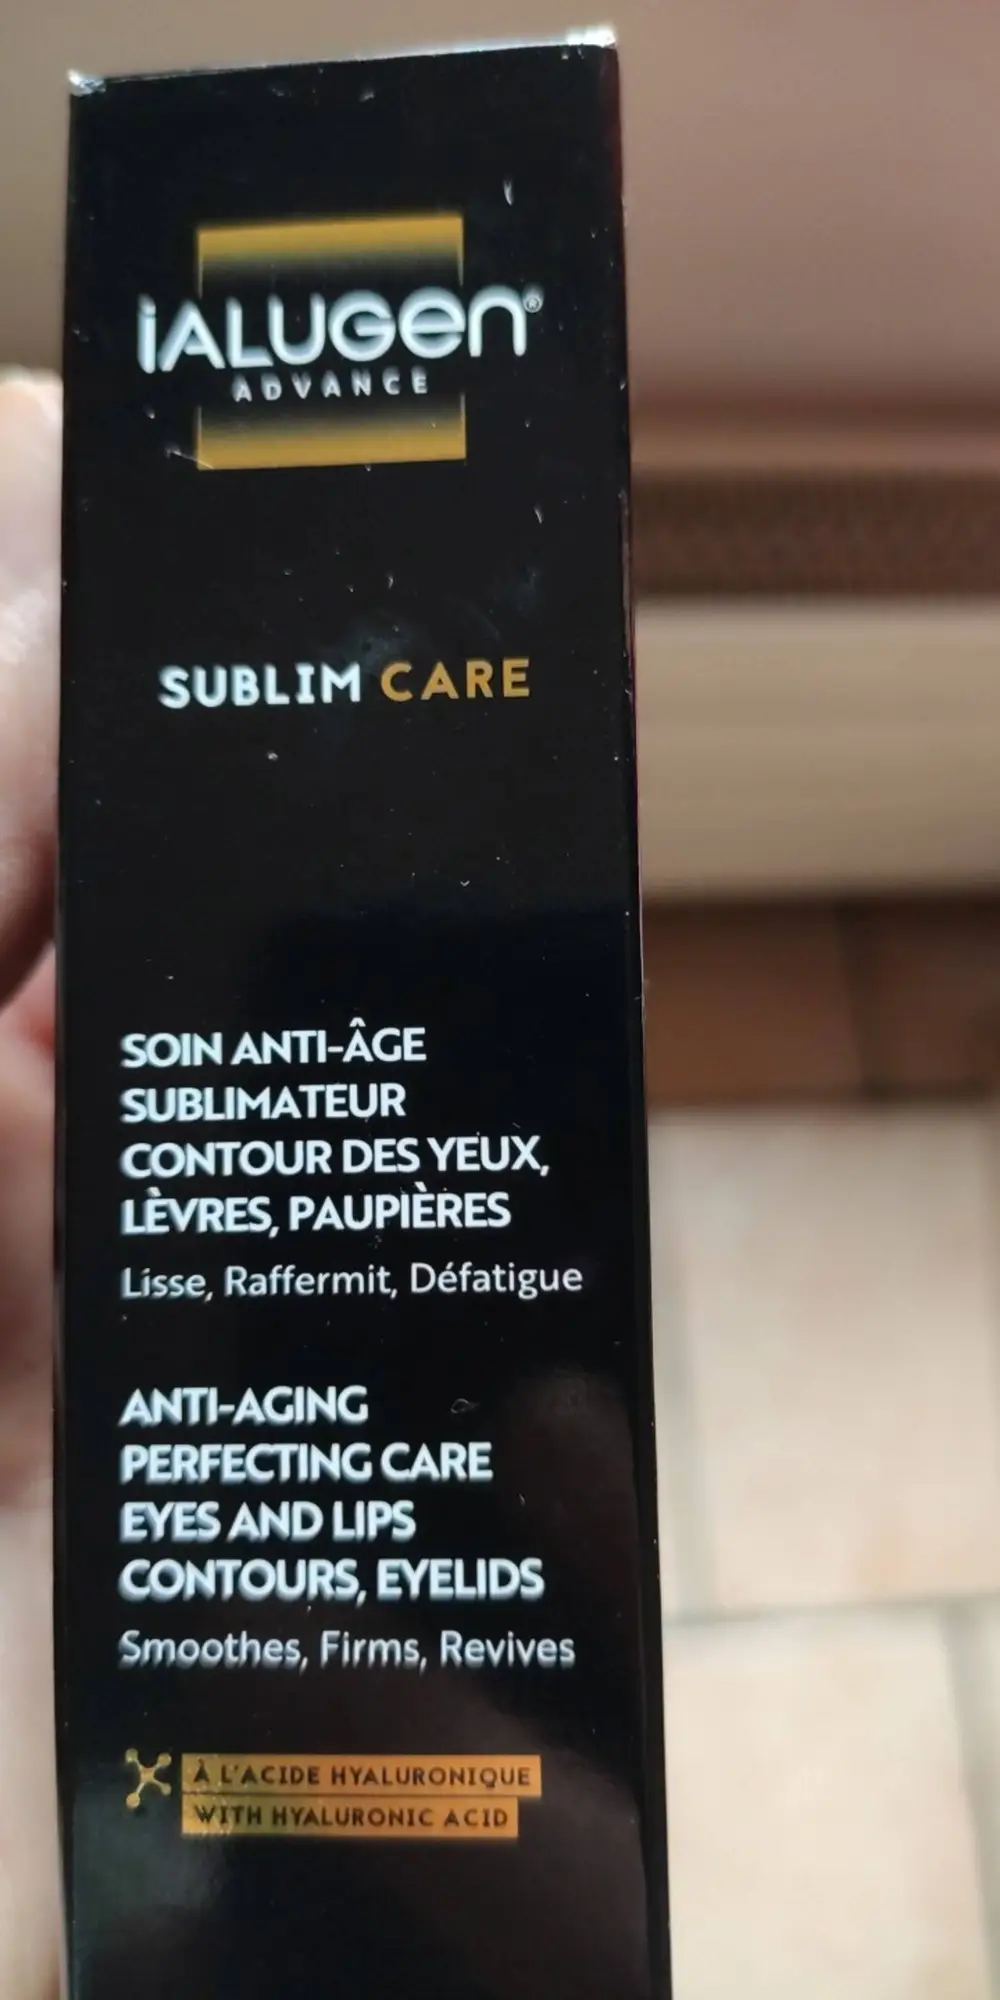 iALUGen®
ADVANCE
SUBLIM CARE
SOIN ANTI-ÂGE
SUBLIMATEUR
CONTOUR DES YEUX,
LÈVRES, PAUPIÈRES
Lisse, Raffermit, Défatigue
ANTI-AGING
PERFECTING CARE
EYES AND LIPS
CONTOURS, EYELIDS
Smoothes, Firms, Revives
À L'ACIDE HYALURONIQUE
WITH HYALURONIC ACID